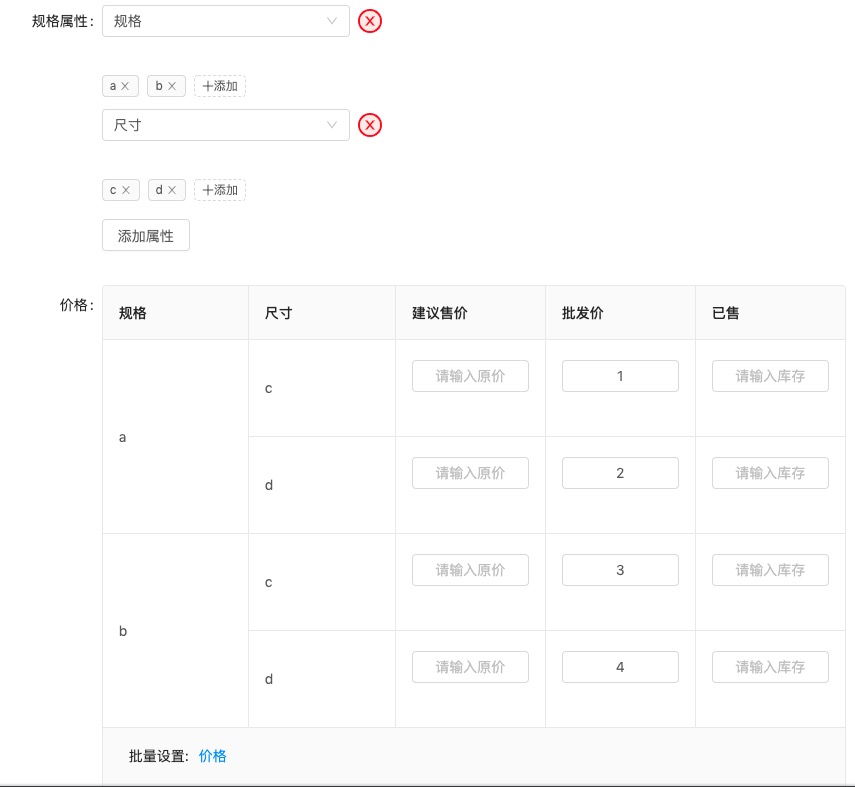 规格属性: 规格
a × b × +添加
尺寸
c × d × +添加
添加属性
价格: 规格 尺寸 建议售价 批发价 已售
a c 请输入原价 1 请输入库存
d 请输入原价 2 请输入库存
b c 请输入原价 3 请输入库存
d 请输入原价 4 请输入库存
批量设置: 价格